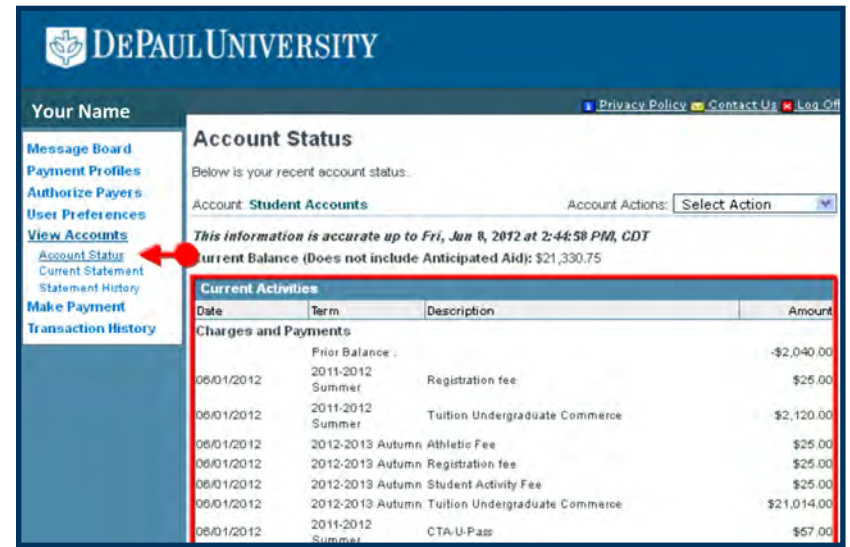 DEPAUL UNIVERSITY
Your Name
Privacy Policy Contact Us Log Off
Message Board
Payment Profiles
Authorize Payers
User Preferences
View Accounts
Account Status
Current Statement
Statement History
Make Payment
Transaction History
Account Status
Below is your recent account status.
Account: Student Accounts Account Actions: Select Action
This information is accurate up to Fri, Jun 8, 2012 at 2:44:58 PM, CDT
Current Balance (Does not include Anticipated Aid): $21,330.75
Current Activities
Date Term Description Amount
Charges and Payments
Prior Balance . -$2,040.00
06/01/2012 2011-2012 Summer Registration fee $25.00
06/01/2012 2011-2012 Summer Tuition Undergraduate Commerce $2,120.00
06/01/2012 2012-2013 Autumn Athletic Fee $25.00
06/01/2012 2012-2013 Autumn Registration fee $25.00
06/01/2012 2012-2013 Autumn Student Activity Fee $25.00
06/01/2012 2012-2013 Autumn Tuition Undergraduate Commerce $21,014.00
06/01/2012 2011-2012 Summer CTA-U-Pass $57.00